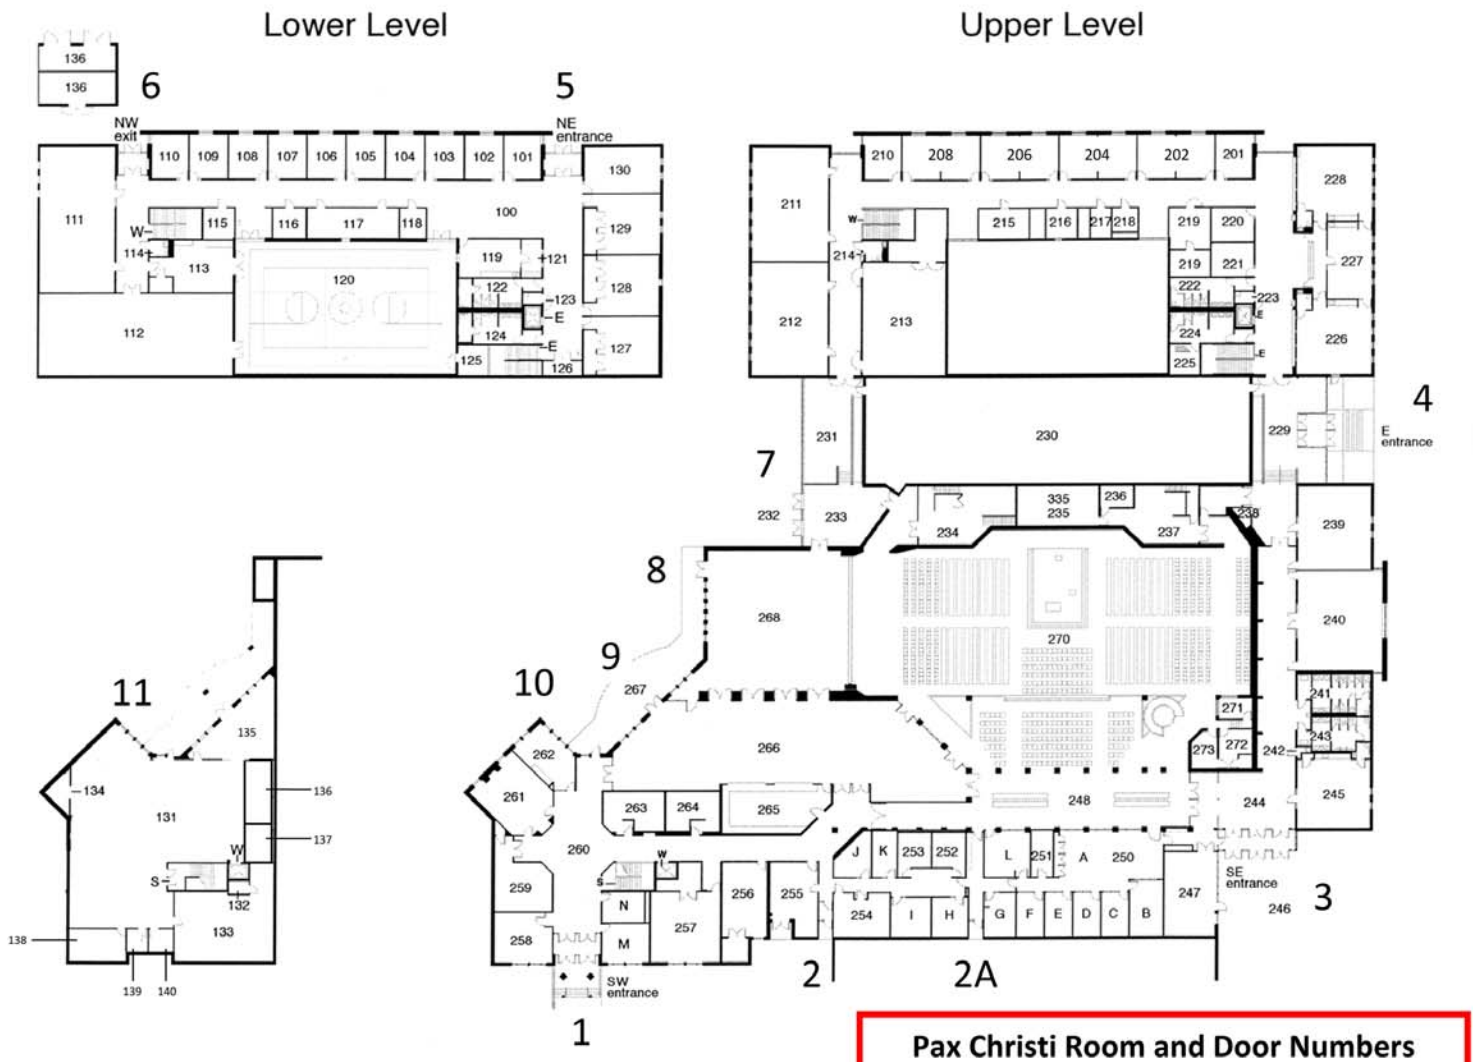 Lower Level
Upper Level
136
136
6
5
NW
exit
NE
entrance
110 109 108 107 106 105 104 103 102 101
130
111
115
116
117
118
100
129
W
114
113
119
121
120
122
123
128
E
112
124
E
127
125
126
210 208 206 204 202 201
228
211
215 216 217 218
219
220
W
214
219
221
227
222
223
212
213
E
224
226
225
E
4
231
230
229
E
entrance
7
232
233
234
335
235
236
237
238
239
8
268
270
240
9
267
10
241
271
262
266
273
272
243
242
261
263
264
265
248
244
245
260
J
K
253
252
L
251
A
250
W
S
259
256
255
SE
entrance
3
N
254
I
H
G
F
E
D
C
B
247
246
258
M
257
2
2A
SW
entrance
1
11
135
134
131
136
137
W
S
132
133
138
139
140
Pax Christi Room and Door Numbers